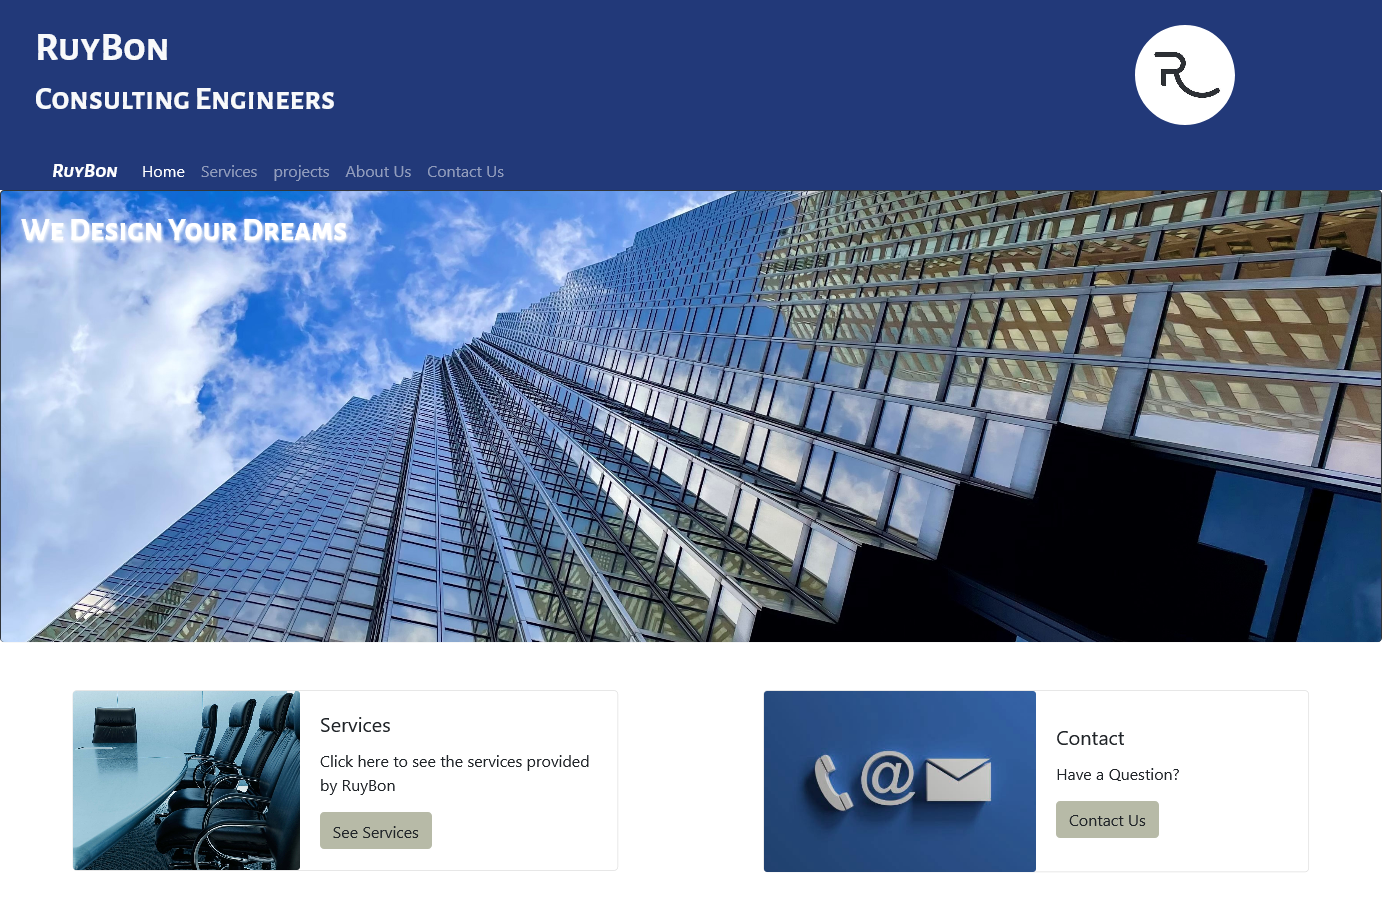 RuyBon
Consulting Engineers
R
RuyBon Home Services projects About Us Contact Us
We Design Your Dreams
Services
Click here to see the services provided
by RuyBon
See Services
@
Contact
Have a Question?
Contact Us